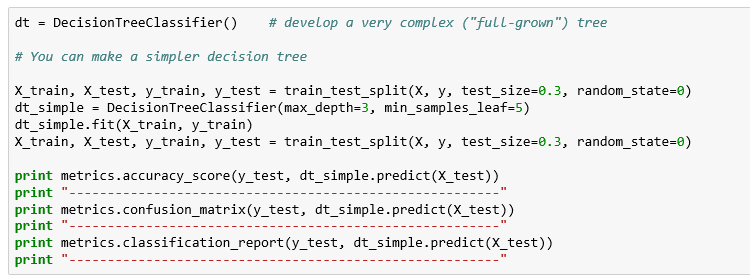 dt = DecisionTreeClassifier()    # develop a very complex ("full-grown") tree
# You can make a simpler decision tree
X_train, X_test, y_train, y_test = train_test_split(X, y, test_size=0.3, random_state=0)
dt_simple = DecisionTreeClassifier(max_depth=3, min_samples_leaf=5)
dt_simple.fit(X_train, y_train)
X_train, X_test, y_train, y_test = train_test_split(X, y, test_size=0.3, random_state=0)
print metrics.accuracy_score(y_test, dt_simple.predict(X_test))
print "--------------------------------------------------------"
print metrics.confusion_matrix(y_test, dt_simple.predict(X_test))
print "--------------------------------------------------------"
print metrics.classification_report(y_test, dt_simple.predict(X_test))
print "--------------------------------------------------------"